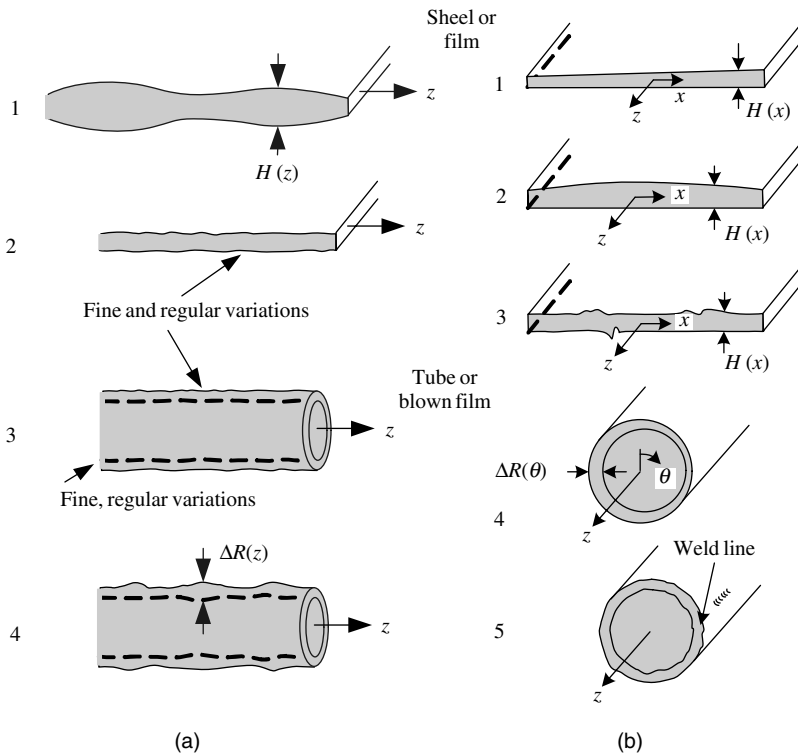 Sheel or
film
1
z
H (z)
2
z
Fine and regular variations
3
z
Fine, regular variations
4
ΔR(z)
z
(a)
1
x
z
H (x)
2
x
z
H (x)
3
x
z
H (x)
Tube or
blown film
ΔR(θ)
θ
4
z
Weld line
5
z
(b)